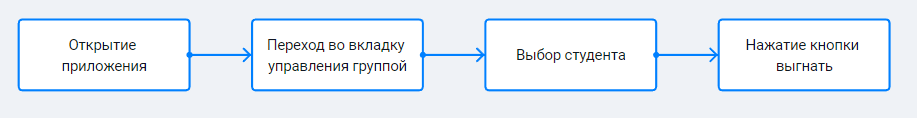 Открытие
приложения
Переход во вкладку
управления группой
Выбор студента
Нажатие кнопки
выгнать